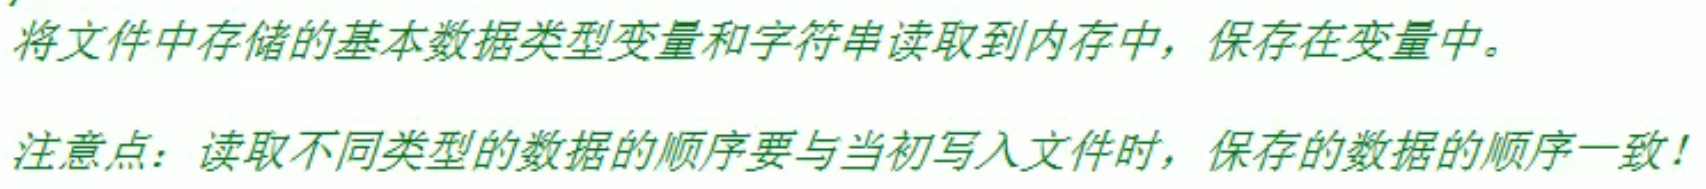 将文件中存储的基本数据类型变量和字符串读取到内存中，保存在变量中。
注意点：读取不同类型的数据的顺序要与当初写入文件时，保存的数据的顺序一致！